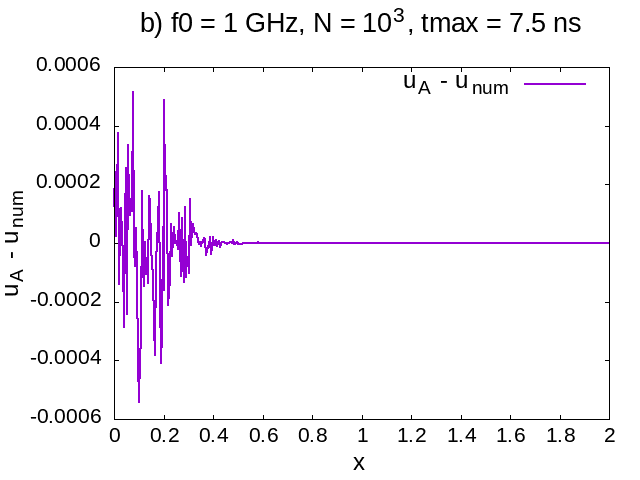 b) f0 = 1 GHz, N = 10³, tmax = 7.5 ns
u_A - u_num
0.0006
0.0004
0.0002
0
-0.0002
-0.0004
-0.0006
u_A - u_num
0 0.2 0.4 0.6 0.8 1 1.2 1.4 1.6 1.8 2
x